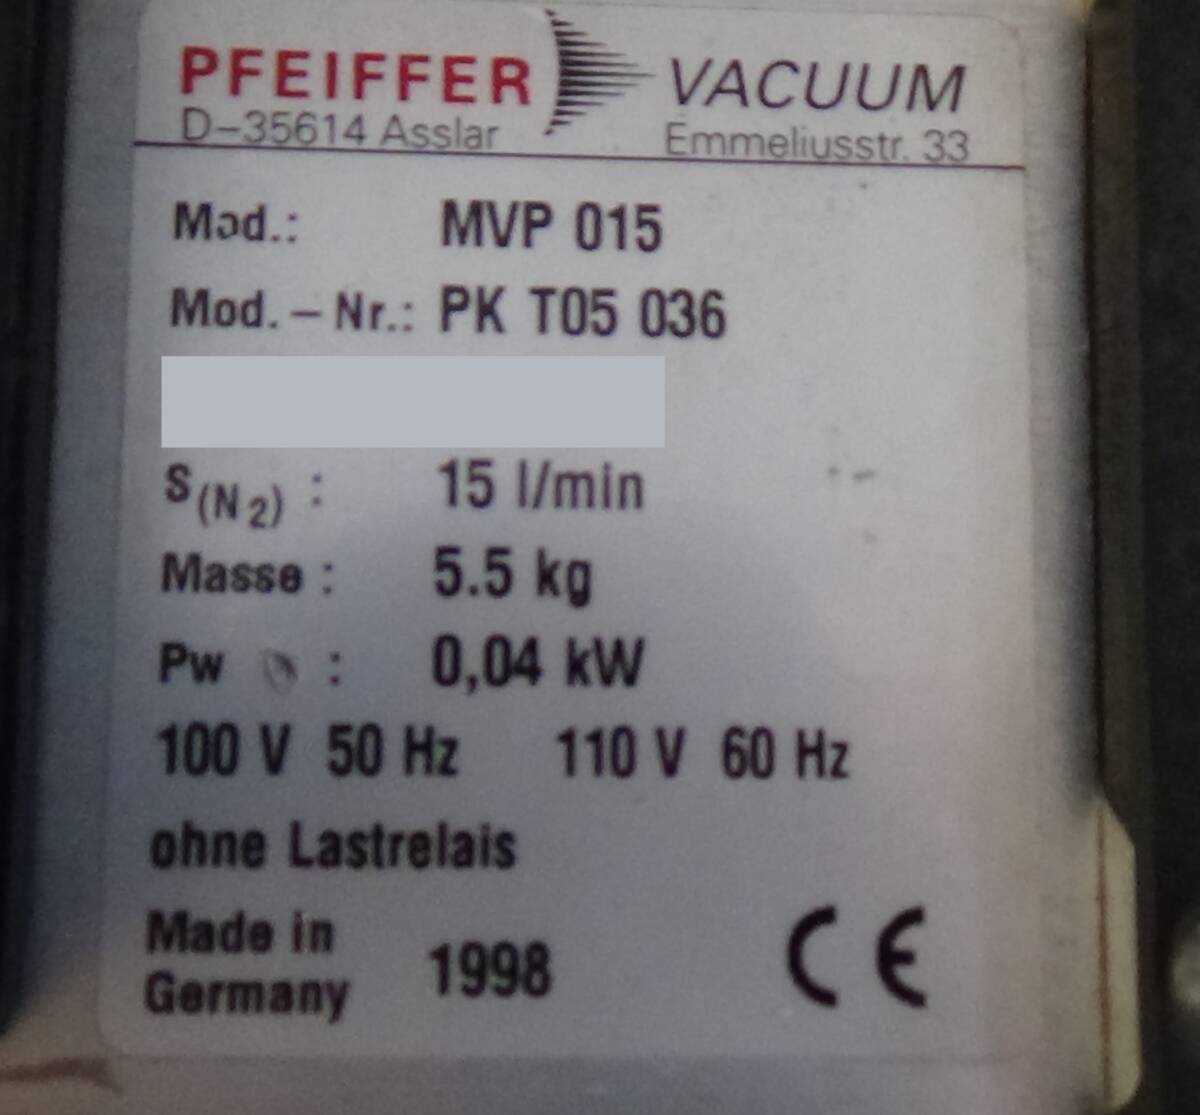 PFEIFFER VACUUM
D-35614 Asslar Emmeliusstr. 33
Mod.: MVP 015
Mod.-Nr.: PK T05 036
S(N2) : 15 l/min
Masse : 5.5 kg
Pw : 0,04 kW
100 V 50 Hz 110 V 60 Hz
ohne Lastrelais
Made in
Germany 1998
CE